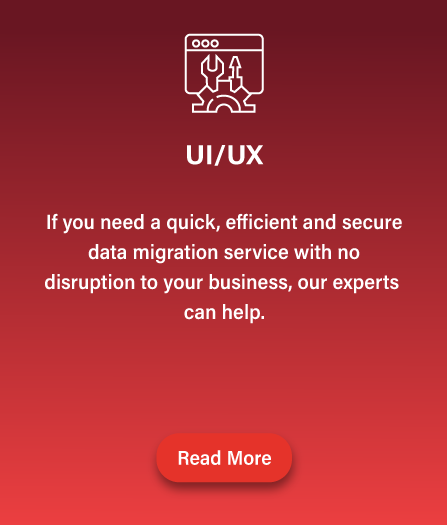 UI/UX
If you need a quick, efficient and secure
data migration service with no
disruption to your business, our experts
can help.
Read More